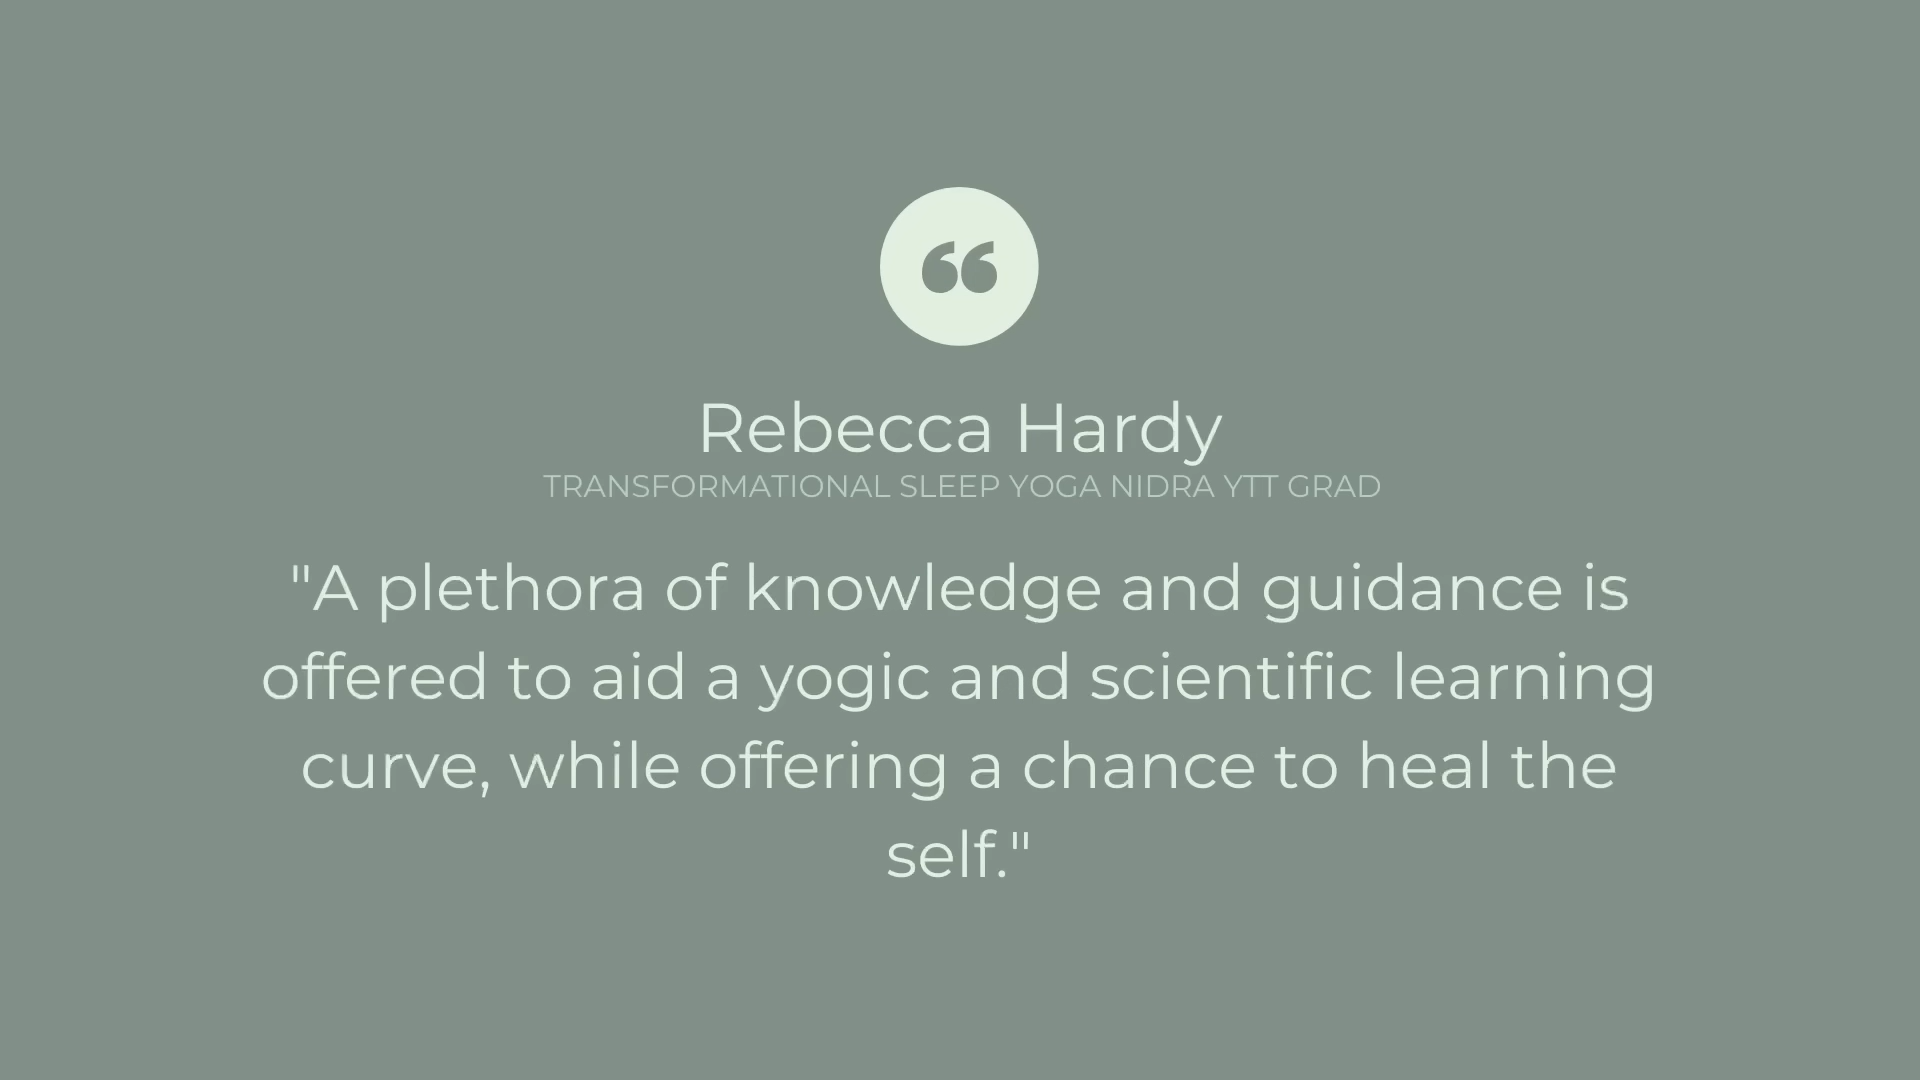 ❝
Rebecca Hardy
TRANSFORMATIONAL SLEEP YOGA NIDRA YTT GRAD
"A plethora of knowledge and guidance is
offered to aid a yogic and scientific learning
curve, while offering a chance to heal the
self."